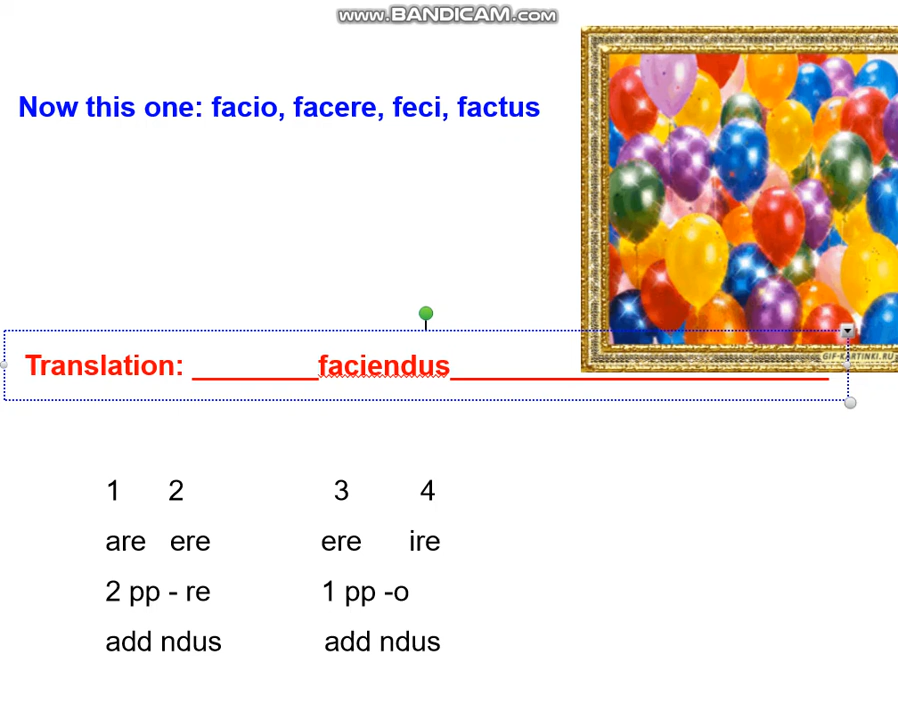 www.BANDICAM.com
Now this one: facio, facere, feci, factus
GIF-KARTINKI.RU
Translation: ________faciendus________________________
1 2 3 4
are ere ere ire
2 pp - re 1 pp -o
add ndus add ndus